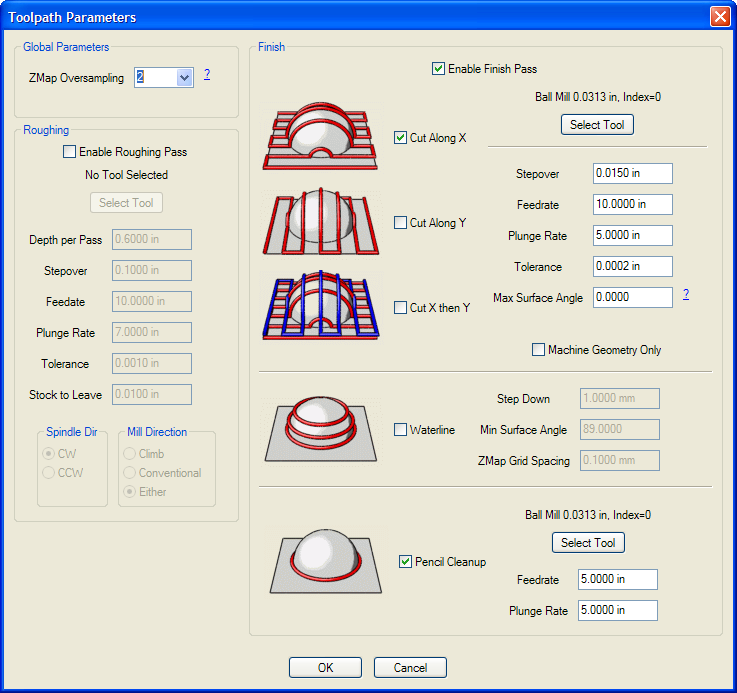 Toolpath Parameters
Global Parameters
ZMap Oversampling 2 ?
Roughing
Enable Roughing Pass
No Tool Selected
Select Tool
Depth per Pass 0.6000 in
Stepover 0.1000 in
Feedate 10.0000 in
Plunge Rate 7.0000 in
Tolerance 0.0010 in
Stock to Leave 0.0100 in
Spindle Dir
CW
CCW
Mill Direction
Climb
Conventional
Either
Finish
Enable Finish Pass
Ball Mill 0.0313 in, Index=0
Select Tool
Cut Along X
Cut Along Y
Cut X then Y
Stepover 0.0150 in
Feedrate 10.0000 in
Plunge Rate 5.0000 in
Tolerance 0.0002 in
Max Surface Angle 0.0000 ?
Machine Geometry Only
Waterline
Step Down 1.0000 mm
Min Surface Angle 89.0000
ZMap Grid Spacing 0.1000 mm
Ball Mill 0.0313 in, Index=0
Select Tool
Pencil Cleanup
Feedrate 5.0000 in
Plunge Rate 5.0000 in
OK Cancel